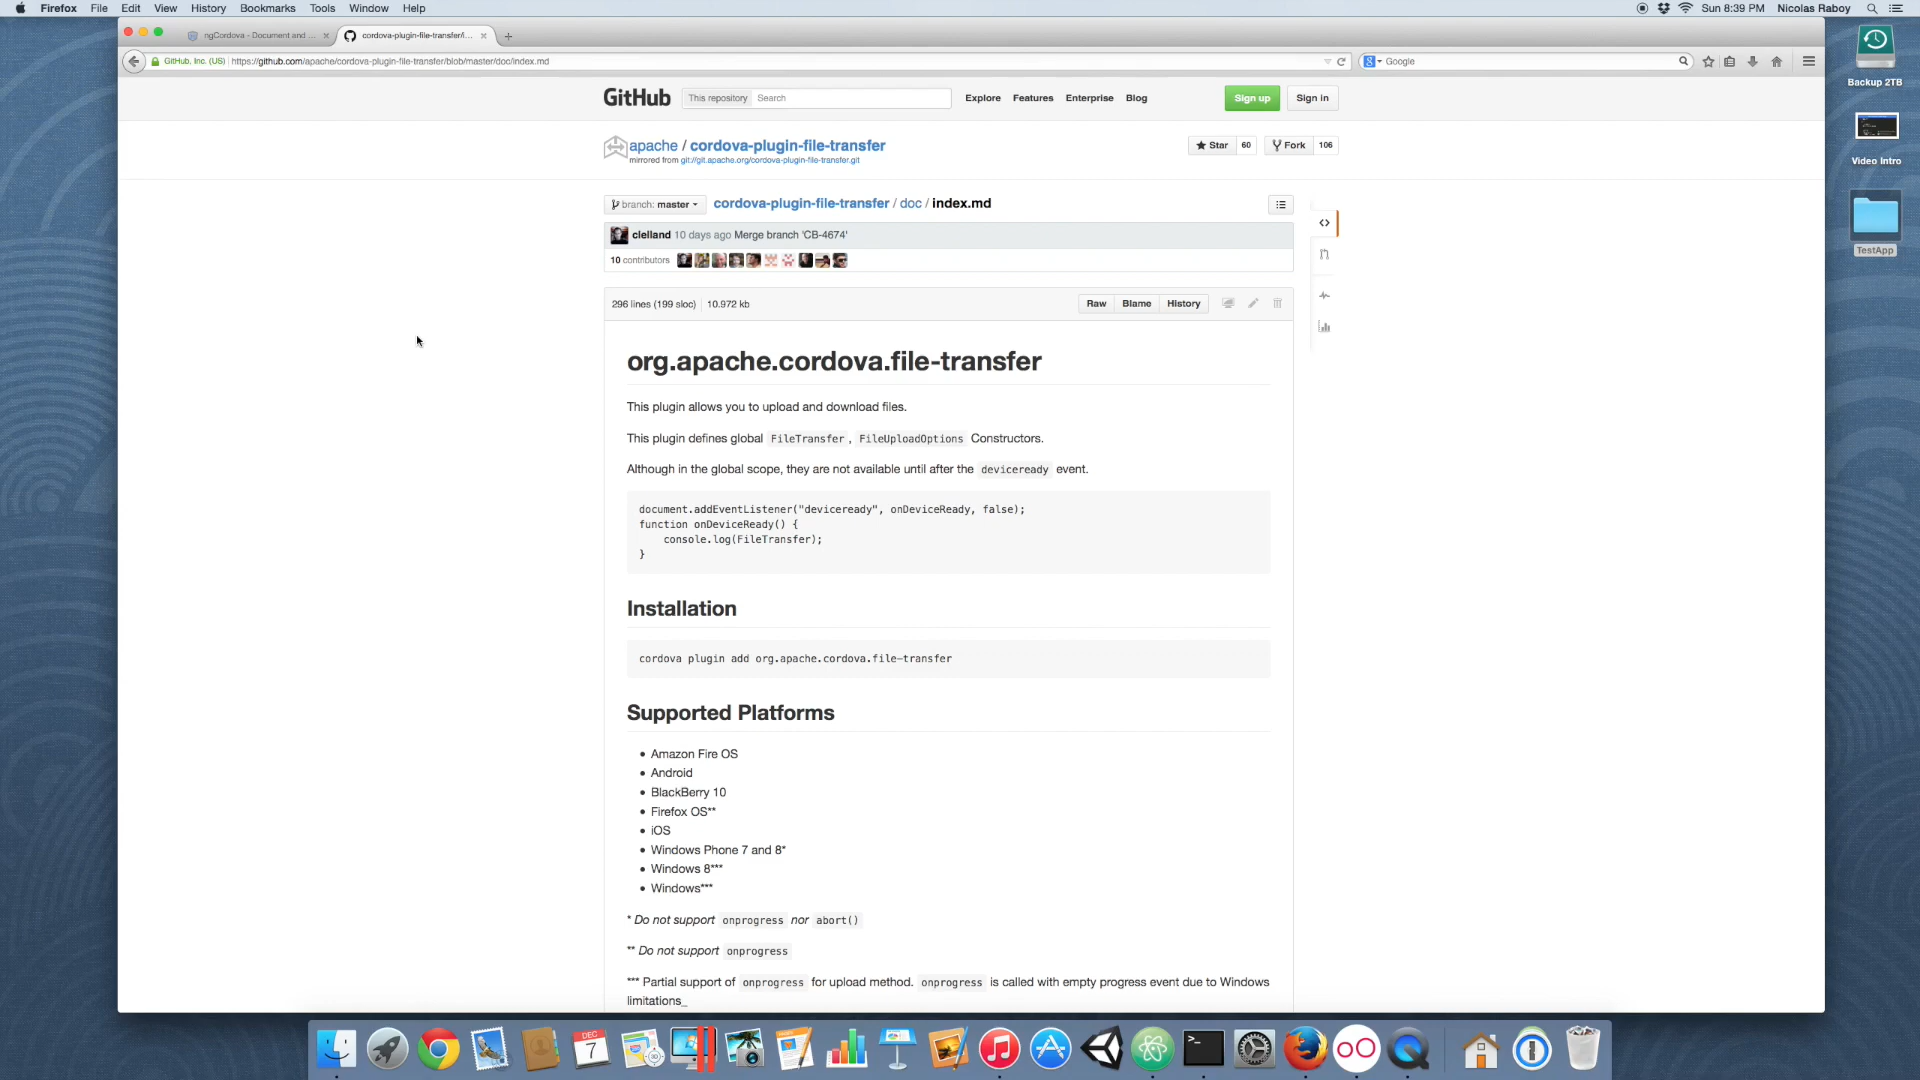 Firefox File Edit View History Bookmarks Tools Window Help Sun 8:39 PM Nicolas Raboy
ngCordova - Document and ... cordova-plugin-file-transfer/i...
GitHub, Inc. (US) https://github.com/apache/cordova-plugin-file-transfer/blob/master/doc/index.md Google
GitHub This repository Search Explore Features Enterprise Blog Sign up Sign in
Backup 2TB
apache / cordova-plugin-file-transfer Star 60 Fork 106
mirrored from git://git.apache.org/cordova-plugin-file-transfer.git
Video Intro
branch: master cordova-plugin-file-transfer / doc / index.md
clelland 10 days ago Merge branch 'CB-4674'
TestApp
10 contributors
296 lines (199 sloc) 10.972 kb Raw Blame History
org.apache.cordova.file-transfer
This plugin allows you to upload and download files.
This plugin defines global FileTransfer, FileUploadOptions Constructors.
Although in the global scope, they are not available until after the deviceready event.
document.addEventListener("deviceready", onDeviceReady, false);
function onDeviceReady() {
console.log(FileTransfer);
}
Installation
cordova plugin add org.apache.cordova.file-transfer
Supported Platforms
• Amazon Fire OS
• Android
• BlackBerry 10
• Firefox OS**
• iOS
• Windows Phone 7 and 8*
• Windows 8***
• Windows***
* Do not support onprogress nor abort()
** Do not support onprogress
*** Partial support of onprogress for upload method. onprogress is called with empty progress event due to Windows
limitations_
DEC
7